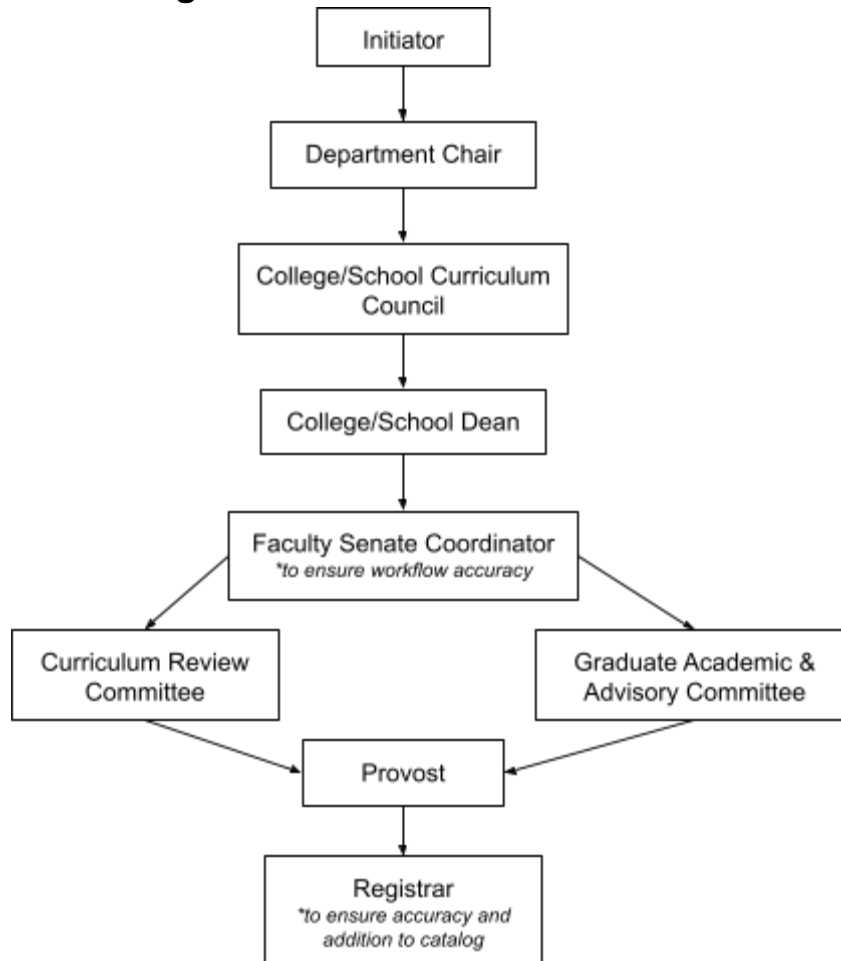 Initiator
Department Chair
College/School Curriculum
Council
College/School Dean
Faculty Senate Coordinator
*to ensure workflow accuracy
Curriculum Review
Committee
Graduate Academic &
Advisory Committee
Provost
Registrar
*to ensure accuracy and
addition to catalog